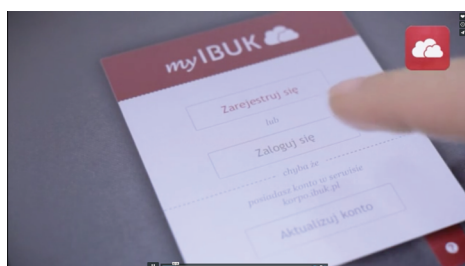 myIBUK
Zarejestruj się
lub
Zaloguj się
chyba że
posiadasz konto w serwisie
korpo.ibuk.pl
Aktualizuj konto
?